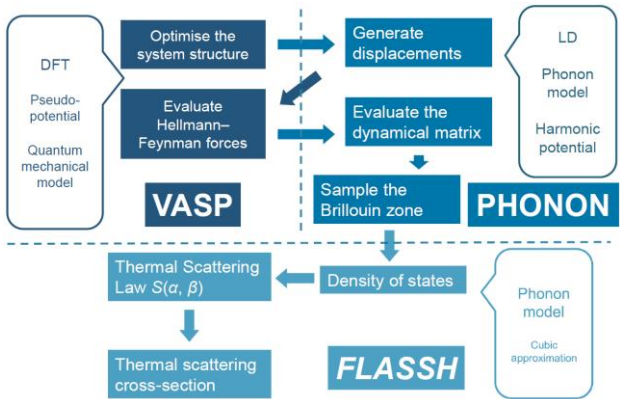 DFT
Pseudo-
potential
Quantum
mechanical
model
Optimise the
system structure
Evaluate
Hellmann–
Feynman forces
VASP
Generate
displacements
Evaluate the
dynamical matrix
Sample the
Brillouin zone
PHONON
LD
Phonon
model
Harmonic
potential
Thermal Scattering
Law S(α, β)
Density of states
Thermal scattering
cross-section
FLASSH
Phonon
model
Cubic
approximation